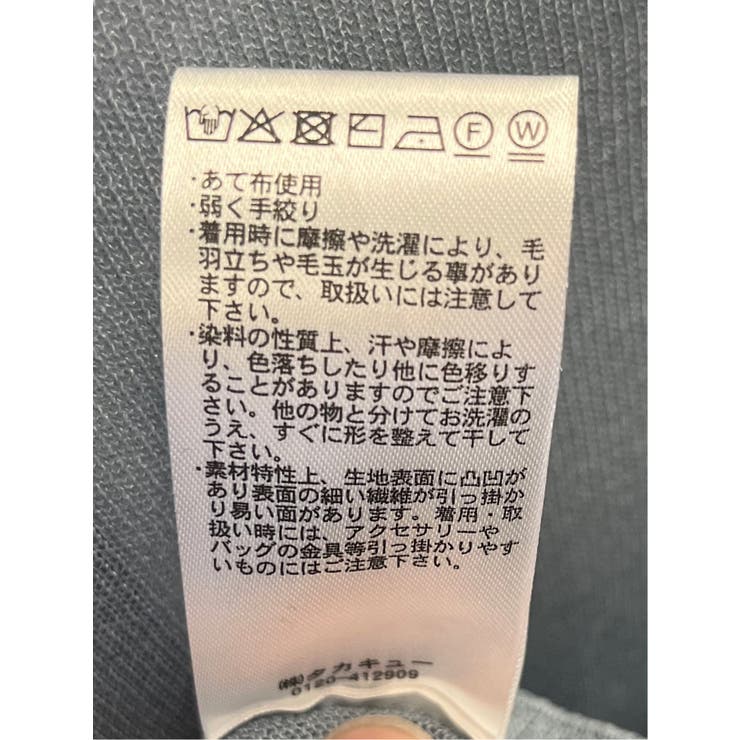 F W
・あて布使用
・弱く手絞り
・着用時に摩擦や洗濯により、毛
羽立ちや毛玉が生じる事があり
ますので、取扱いには注意して
下さい。
・染料の性質上、汗や摩擦によ
り、色落ちしたり他に色移りす
ることがありますのでご注意下
さい。他の物と分けてお洗濯の
うえ、すぐに形を整えて干して
下さい。
・素材特性上、生地表面に凸凹が
あり表面の細い繊維が引っ掛か
り易い面があります。着用・取
扱い時には、アクセサリーや
バッグの金具等引っ掛かりやす
いものにはご注意下さい。
㈱タカキュー
0120-412909